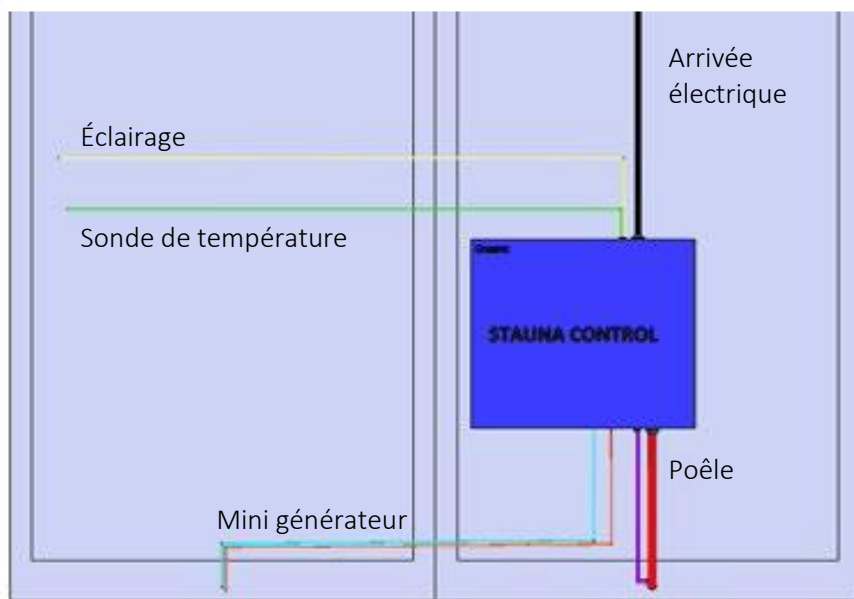 Arrivée
électrique
Éclairage
Sonde de température
STAUNA CONTROL
Poêle
Mini générateur